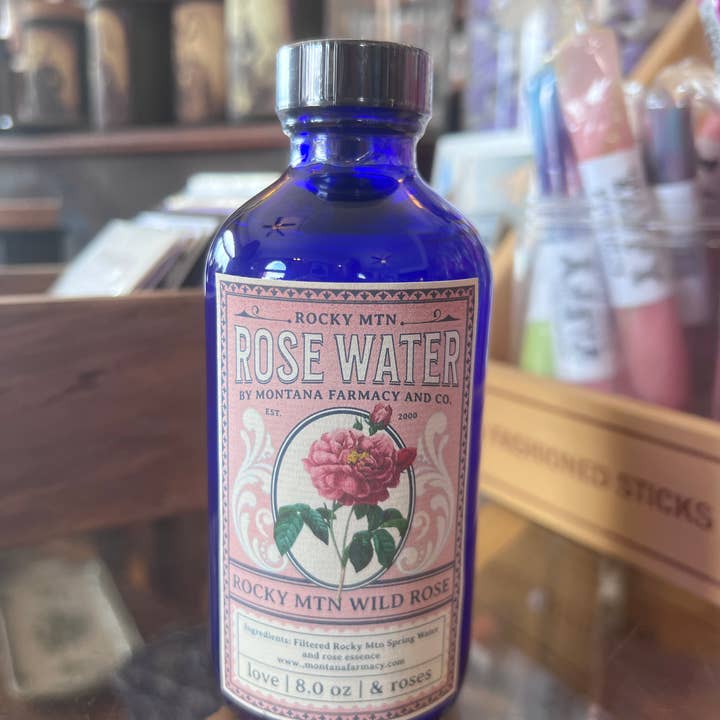 ROCKY MTN.
ROSE WATER
BY MONTANA FARMACY AND CO.
EST. 2000
ROCKY MTN WILD ROSE
Ingredients: Filtered Rocky Mtn Spring Water
and rose essence
www..montanafarmacy.com
love | 8.0 oz | & roses
FASHIONED STICKS